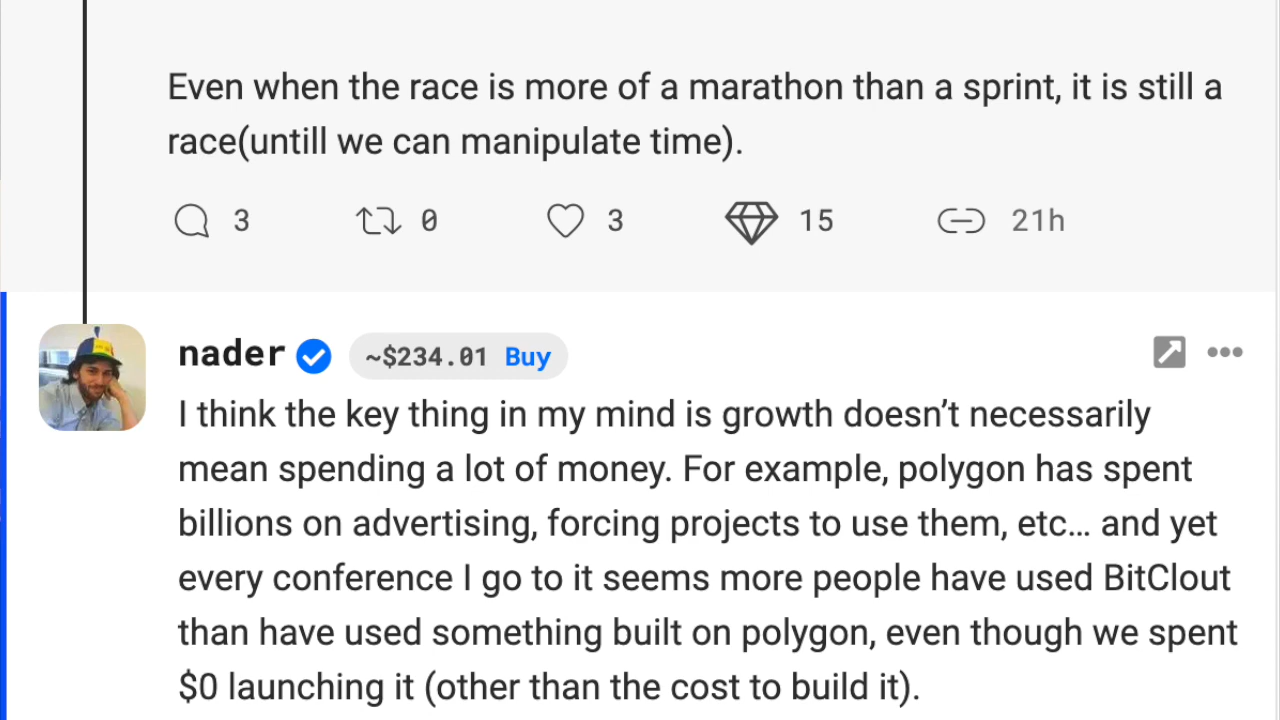 Even when the race is more of a marathon than a sprint, it is still a
race(untill we can manipulate time).
3 0 3 15 21h
nader ~$234.01 Buy
I think the key thing in my mind is growth doesn’t necessarily
mean spending a lot of money. For example, polygon has spent
billions on advertising, forcing projects to use them, etc… and yet
every conference I go to it seems more people have used BitClout
than have used something built on polygon, even though we spent
$0 launching it (other than the cost to build it).